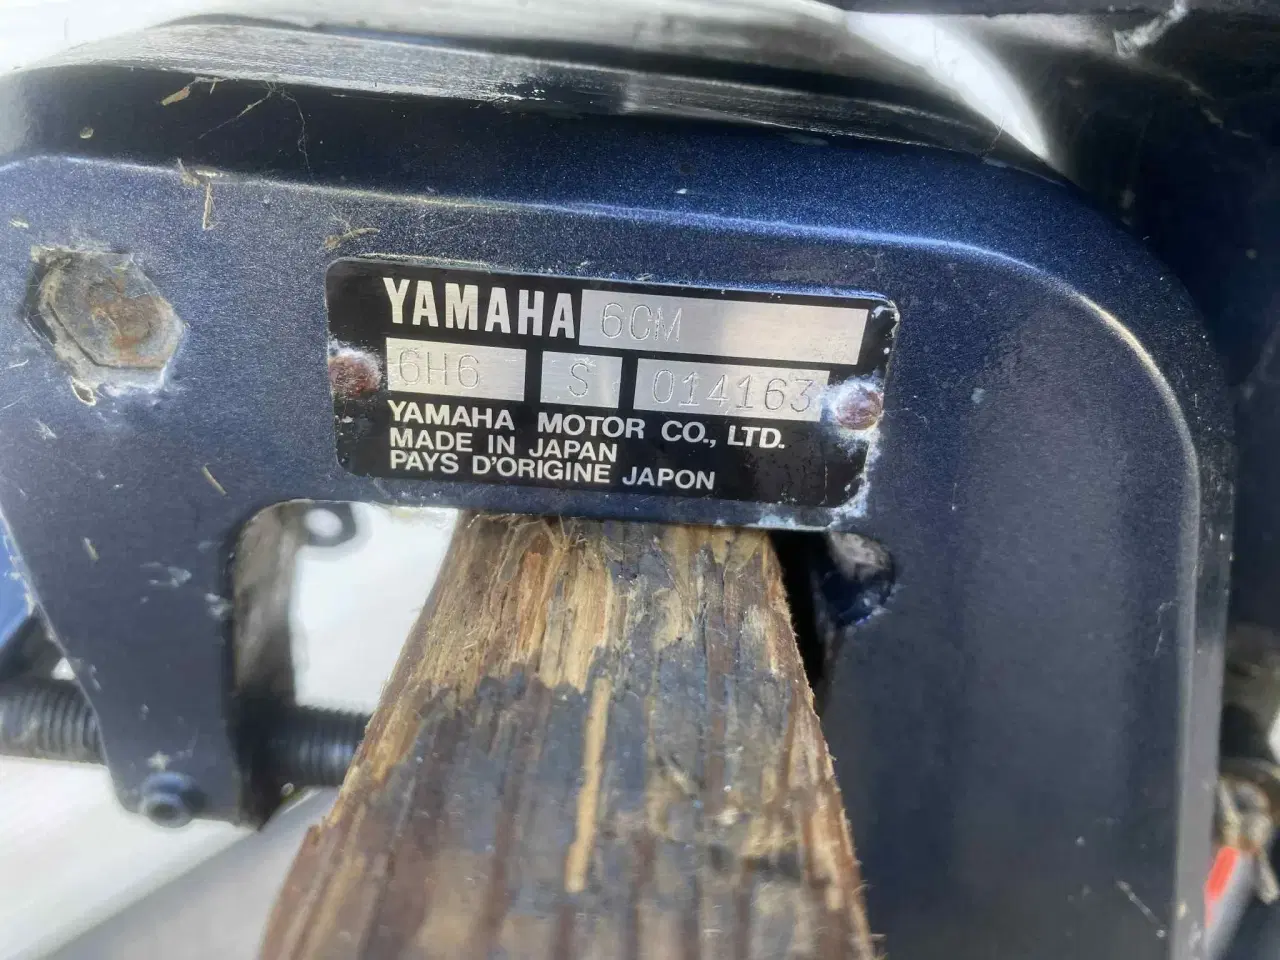 YAMAHA 6CM
6H6 S 014163
YAMAHA MOTOR CO., LTD.
MADE IN JAPAN
PAYS D'ORIGINE JAPON